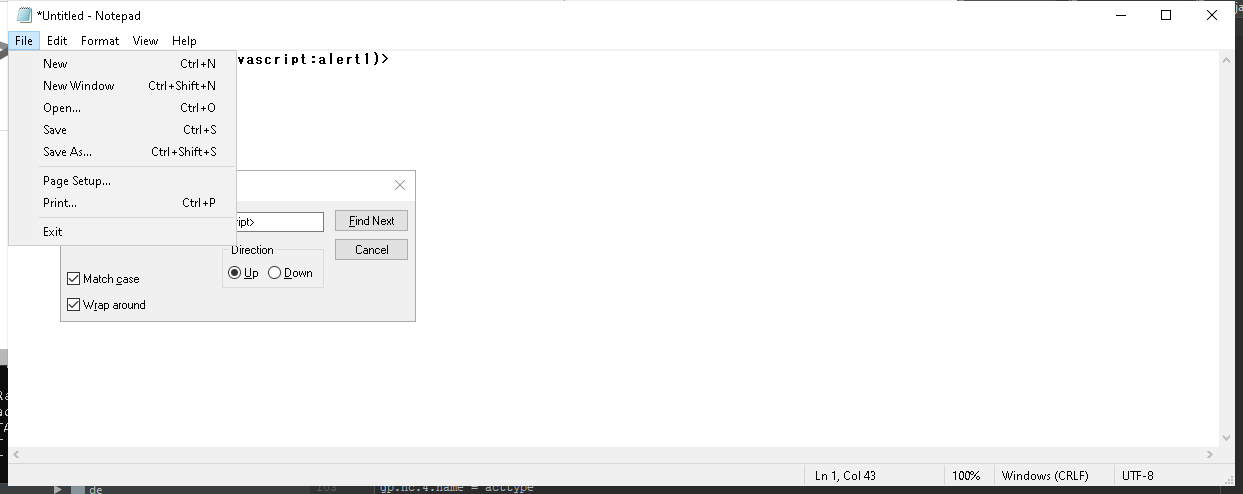 *Untitled - Notepad
File Edit Format View Help
vascript:alert1)>
New Ctrl+N
New Window Ctrl+Shift+N
Open... Ctrl+O
Save Ctrl+S
Save As... Ctrl+Shift+S
Page Setup...
Print... Ctrl+P
Exit
ript> Find Next
Cancel
Direction
Up Down
Match case
Wrap around
Ln 1, Col 43 100% Windows (CRLF) UTF-8
de gp.nc.4.name = acttype